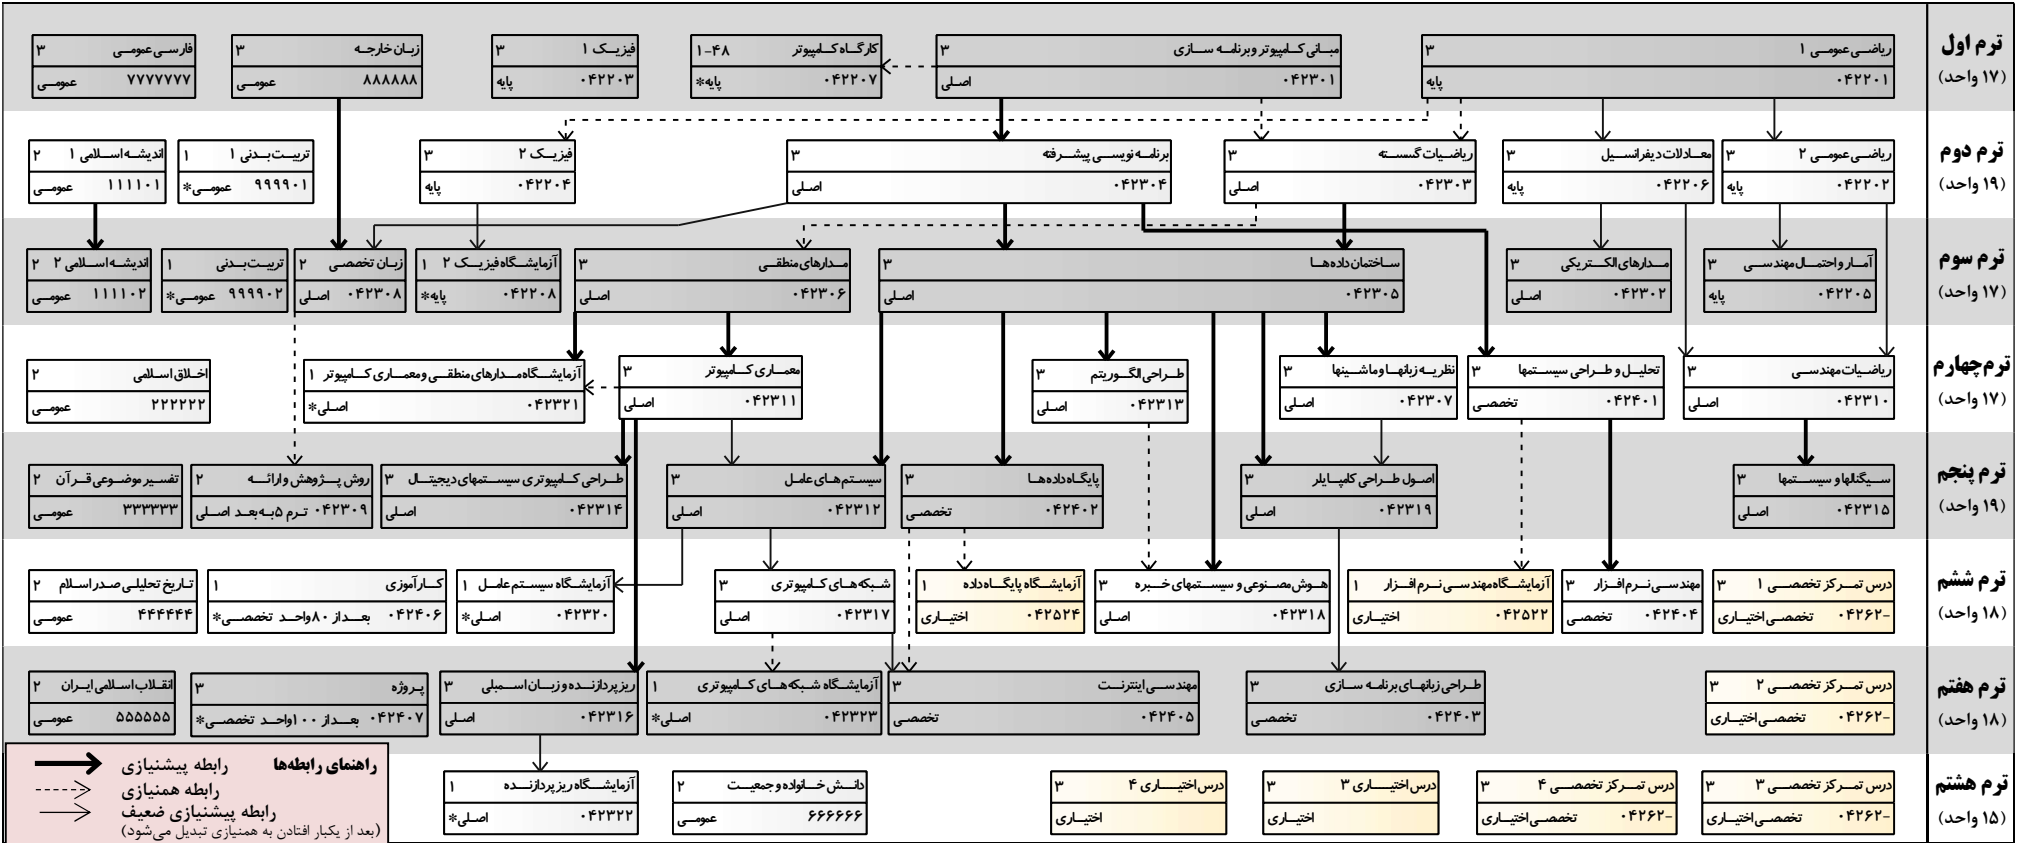 ترم اول
(۱۷ واحد)
ریاضی عمومی ۱ ۳
۰۴۲۲۰۱ پایه
مبانی کامپیوتر و برنامه سازی ۳
۰۴۲۳۰۱ اصلی
کارگاه کامپیوتر ۴۸-۱
۰۴۲۲۰۷ پایه*
فیزیک ۱ ۳
۰۴۲۲۰۳ پایه
زبان خارجه ۳
۸۸۸۸۸۸ عمومی
فارسی عمومی ۳
۷۷۷۷۷۷۷ عمومی
ترم دوم
(۱۹ واحد)
ریاضی عمومی ۲ ۳
۰۴۲۲۰۲ پایه
معادلات دیفرانسیل ۳
۰۴۲۲۰۶ پایه
ریاضیات گسسته ۳
۰۴۲۳۰۳ اصلی
برنامه نویسی پیشرفته ۳
۰۴۲۳۰۴ اصلی
فیزیک ۲ ۳
۰۴۲۲۰۴ پایه
تربیت بدنی ۱ ۱
۹۹۹۹۰۱ عمومی*
اندیشه اسلامی ۱ ۲
۱۱۱۱۰۱ عمومی
ترم سوم
(۱۷ واحد)
آمار و احتمال مهندسی ۳
۰۴۲۲۰۵ پایه
مدارهای الکتریکی ۳
۰۴۲۳۰۲ اصلی
ساختمان داده ها ۳
۰۴۲۳۰۵ اصلی
مدارهای منطقی ۳
۰۴۲۳۰۶ اصلی
آزمایشگاه فیزیک ۲ ۱
۰۴۲۲۰۸ پایه*
زبان تخصصی ۲
۰۴۲۳۰۸ اصلی
تربیت بدنی ۱
۹۹۹۹۰۲ عمومی*
اندیشه اسلامی ۲ ۲
۱۱۱۱۰۲ عمومی
ترم چهارم
(۱۷ واحد)
ریاضیات مهندسی ۳
۰۴۲۳۱۰ اصلی
تحلیل و طراحی سیستمها ۳
۰۴۲۴۰۱ تخصصی
نظریه زبانها و ماشینها ۳
۰۴۲۳۰۷ اصلی
طراحی الگوریتم ۳
۰۴۲۳۱۳ اصلی
معماری کامپیوتر ۳
۰۴۲۳۱۱ اصلی
آزمایشگاه مدارهای منطقی و معماری کامپیوتر ۱
۰۴۲۳۲۱ اصلی*
اخلاق اسلامی ۲
۲۲۲۲۲۲ عمومی
ترم پنجم
(۱۹ واحد)
سیگنالها و سیستمها ۳
۰۴۲۳۱۵ اصلی
اصول طراحی کامپایلر ۳
۰۴۲۳۱۹ اصلی
پایگاه داده ها ۳
۰۴۲۴۰۲ تخصصی
سیستم های عامل ۳
۰۴۲۳۱۲ اصلی
طراحی کامپیوتری سیستمهای دیجیتال ۳
۰۴۲۳۱۴ اصلی
روش پژوهش و ارائه ۲
۰۴۲۳۰۹ ترم ۵ به بعد اصلی
تفسیر موضوعی قرآن ۲
۳۳۳۳۳۳ عمومی
ترم ششم
(۱۸ واحد)
درس تمرکز تخصصی ۱ ۳
۰۴۲۶۲- تخصصی اختیاری
مهندسی نرم افزار ۳
۰۴۲۴۰۴ تخصصی
آزمایشگاه مهندسی نرم افزار ۱
۰۴۲۵۲۲ اختیاری
هوش مصنوعی و سیستمهای خبره ۳
۰۴۲۳۱۸ اصلی
آزمایشگاه پایگاه داده ۱
۰۴۲۵۲۴ اختیاری
شبکه های کامپیوتری ۳
۰۴۲۳۱۷ اصلی
آزمایشگاه سیستم عامل ۱
۰۴۲۳۲۰ اصلی*
کارآموزی ۱
۰۴۲۴۰۶ بعد از ۸۰ واحد تخصصی*
تاریخ تحلیلی صدر اسلام ۲
۴۴۴۴۴۴ عمومی
ترم هفتم
(۱۸ واحد)
درس تمرکز تخصصی ۲ ۳
۰۴۲۶۲- تخصصی اختیاری
طراحی زبانهای برنامه سازی ۳
۰۴۲۴۰۳ تخصصی
مهندسی اینترنت ۳
۰۴۲۴۰۵ تخصصی
آزمایشگاه شبکه های کامپیوتری ۱
۰۴۲۳۲۳ اصلی*
ریزپردازنده و زبان اسمبلی ۳
۰۴۲۳۱۶ اصلی
پروژه ۳
۰۴۲۴۰۷ بعد از ۱۰۰ واحد تخصصی*
انقلاب اسلامی ایران ۲
۵۵۵۵۵۵ عمومی
ترم هشتم
(۱۵ واحد)
درس تمرکز تخصصی ۳ ۳
۰۴۲۶۲- تخصصی اختیاری
درس تمرکز تخصصی ۴ ۳
۰۴۲۶۲- تخصصی اختیاری
درس اختیاری ۳ ۳
اختیاری
درس اختیاری ۴ ۳
اختیاری
دانش خانواده و جمعیت ۲
۶۶۶۶۶۶ عمومی
آزمایشگاه ریزپردازنده ۱
۰۴۲۳۲۲ اصلی*
راهنمای رابطه‌ها
رابطه پیشنیازی
رابطه همنیازی
رابطه پیشنیازی ضعیف
(بعد از یکبار افتادن به همنیازی تبدیل می‌شود)